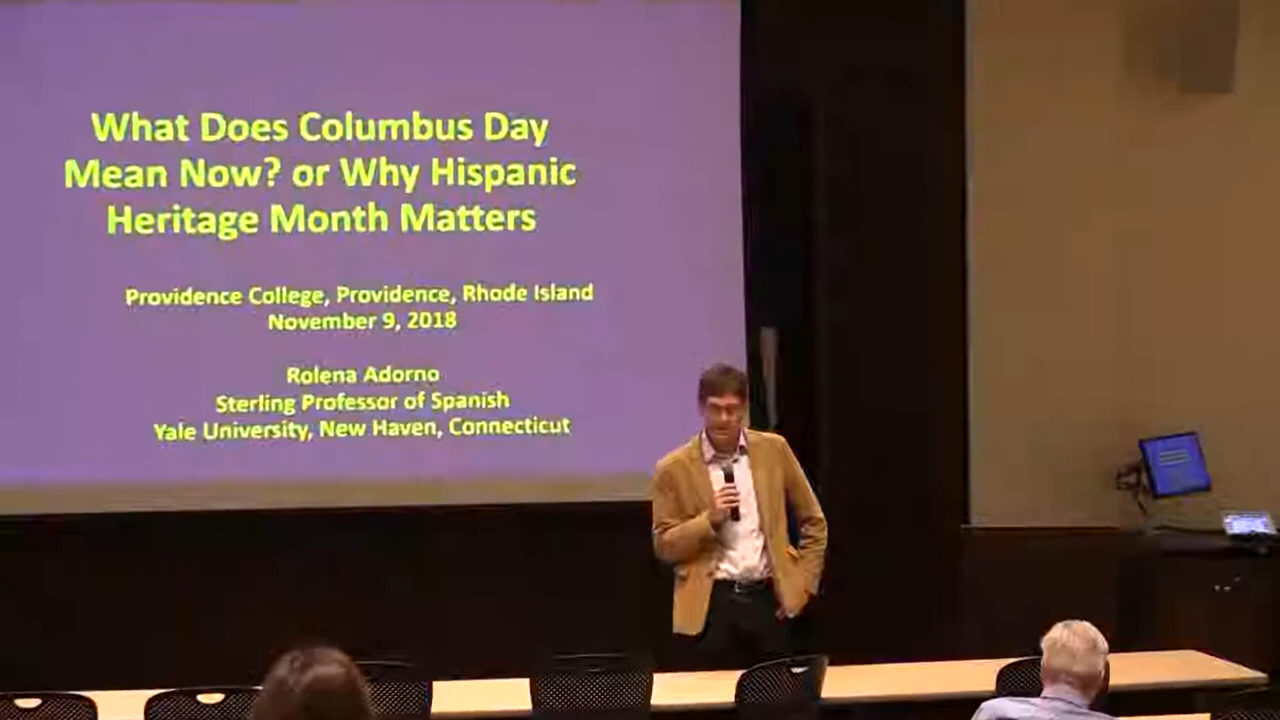 What Does Columbus Day
Mean Now? or Why Hispanic
Heritage Month Matters
Providence College, Providence, Rhode Island
November 9, 2018
Rolena Adorno
Sterling Professor of Spanish
Yale University, New Haven, Connecticut